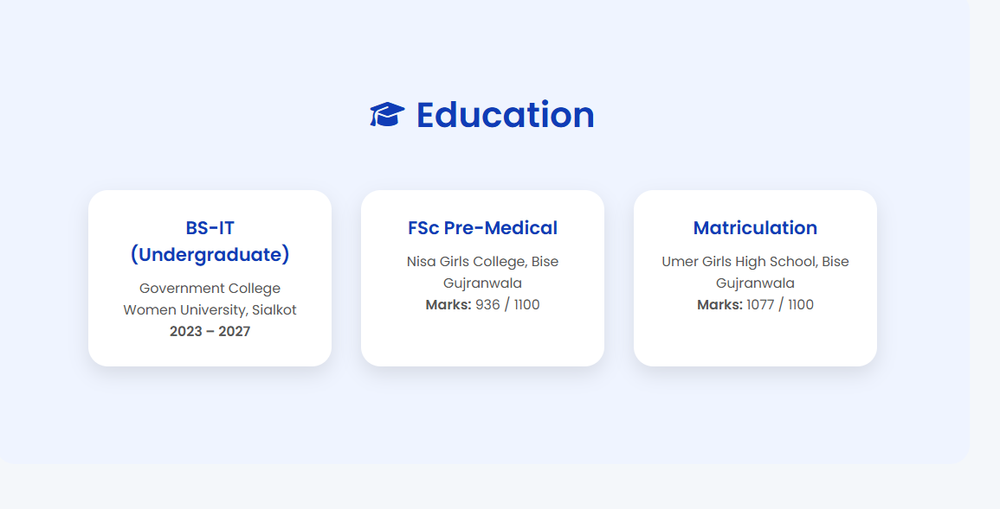 Education
BS-IT
(Undergraduate)
Government College
Women University, Sialkot
2023 – 2027
FSc Pre-Medical
Nisa Girls College, Bise
Gujranwala
Marks: 936 / 1100
Matriculation
Umer Girls High School, Bise
Gujranwala
Marks: 1077 / 1100